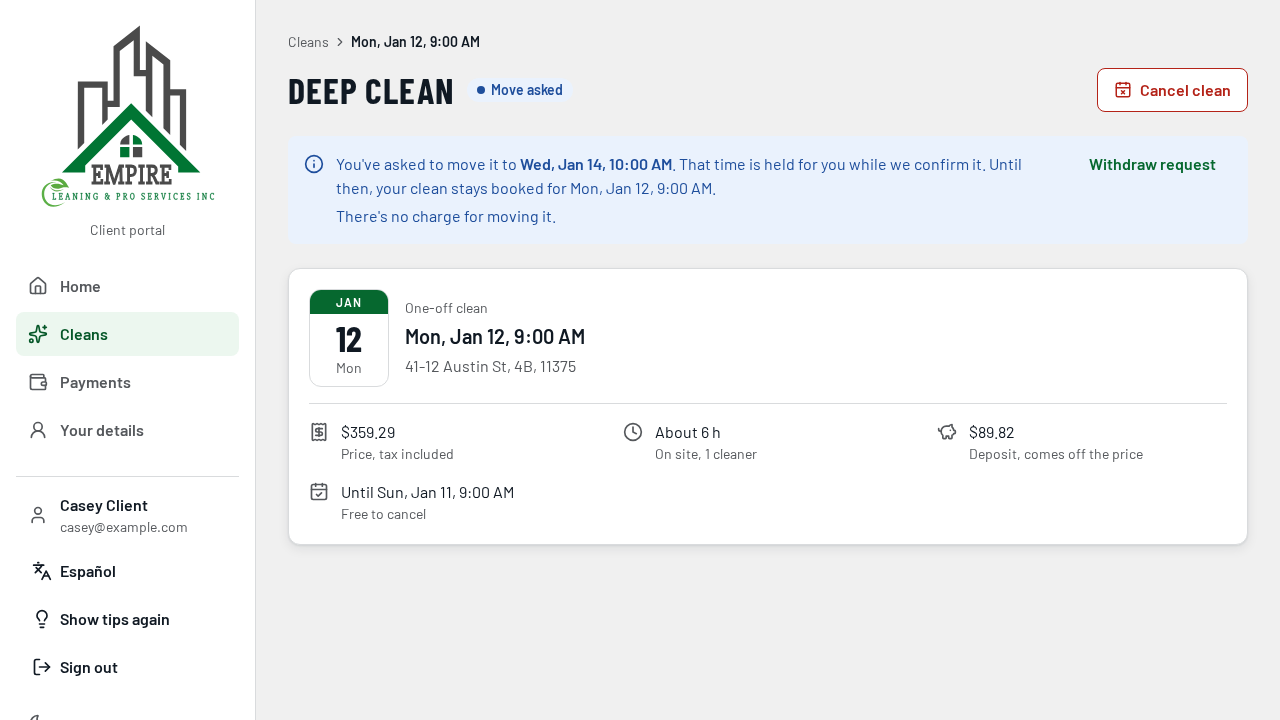 EMPIRE
LEANING & PRO SERVICES INC
Client portal
Home
Cleans
Payments
Your details
Casey Client
casey@example.com
Español
Show tips again
Sign out
Cleans > Mon, Jan 12, 9:00 AM
DEEP CLEAN
Move asked
Cancel clean
You've asked to move it to Wed, Jan 14, 10:00 AM. That time is held for you while we confirm it. Until
then, your clean stays booked for Mon, Jan 12, 9:00 AM.
There's no charge for moving it.
Withdraw request
JAN
12
Mon
One-off clean
Mon, Jan 12, 9:00 AM
41-12 Austin St, 4B, 11375
$359.29
Price, tax included
About 6 h
On site, 1 cleaner
$89.82
Deposit, comes off the price
Until Sun, Jan 11, 9:00 AM
Free to cancel